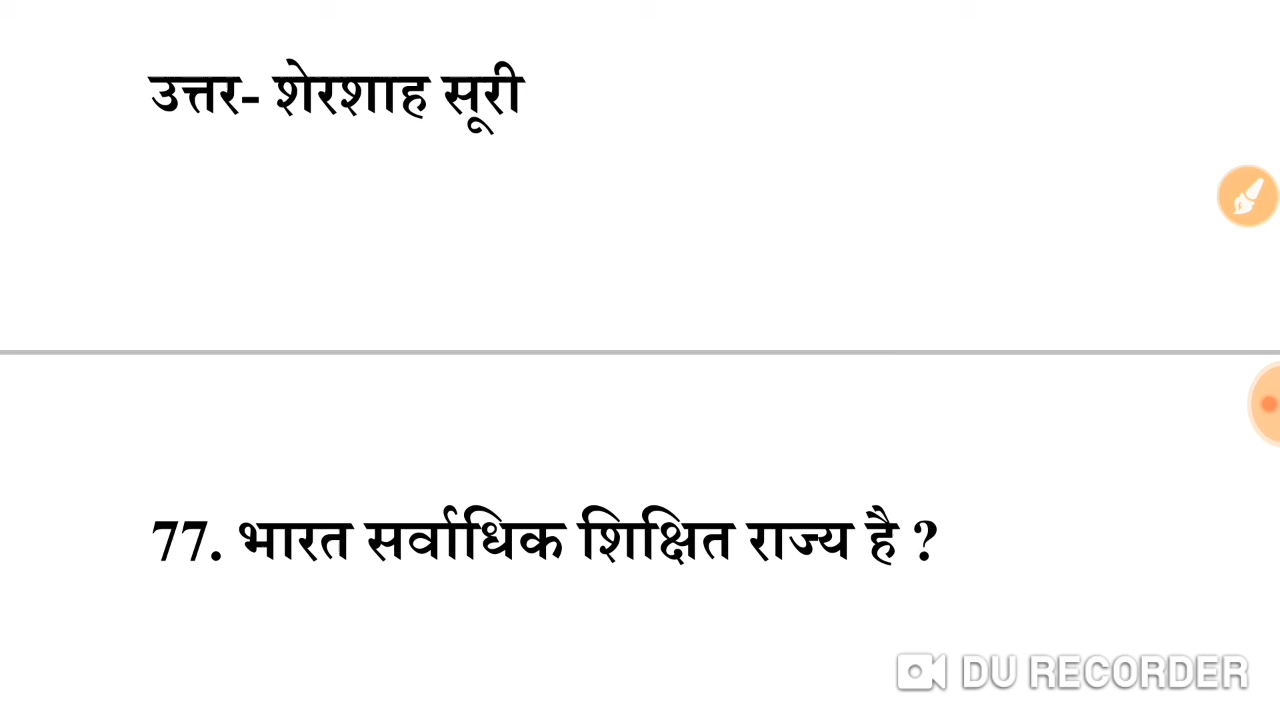 उत्तर- शेरशाह सूरी
77. भारत सर्वाधिक शिक्षित राज्य है ?
DU RECORDER